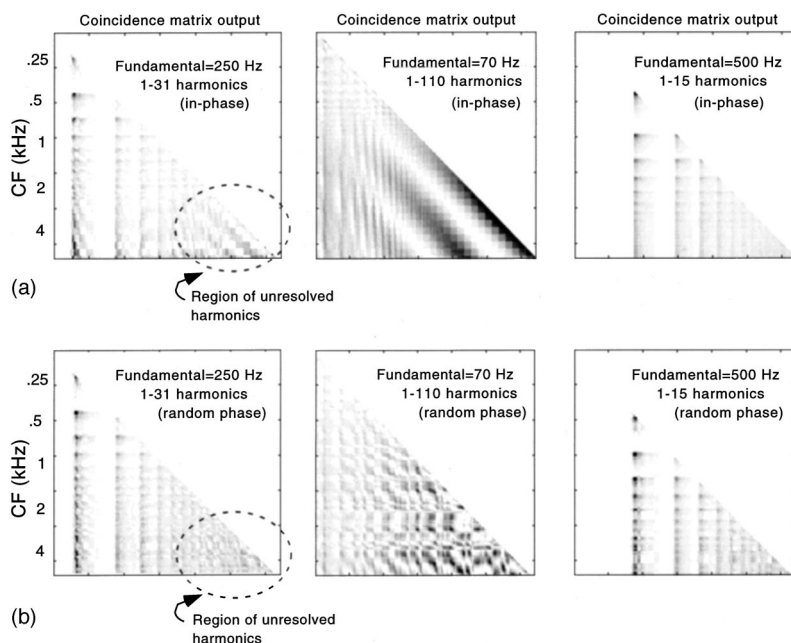 Coincidence matrix output
Coincidence matrix output
Coincidence matrix output
Fundamental=250 Hz
1-31 harmonics
(in-phase)
Fundamental=70 Hz
1-110 harmonics
(in-phase)
Fundamental=500 Hz
1-15 harmonics
(in-phase)
.25
.5
1
2
4
CF (kHz)
(a)
Region of unresolved
harmonics
Fundamental=250 Hz
1-31 harmonics
(random phase)
Fundamental=70 Hz
1-110 harmonics
(random phase)
Fundamental=500 Hz
1-15 harmonics
(random phase)
.25
.5
1
2
4
CF (kHz)
(b)
Region of unresolved
harmonics